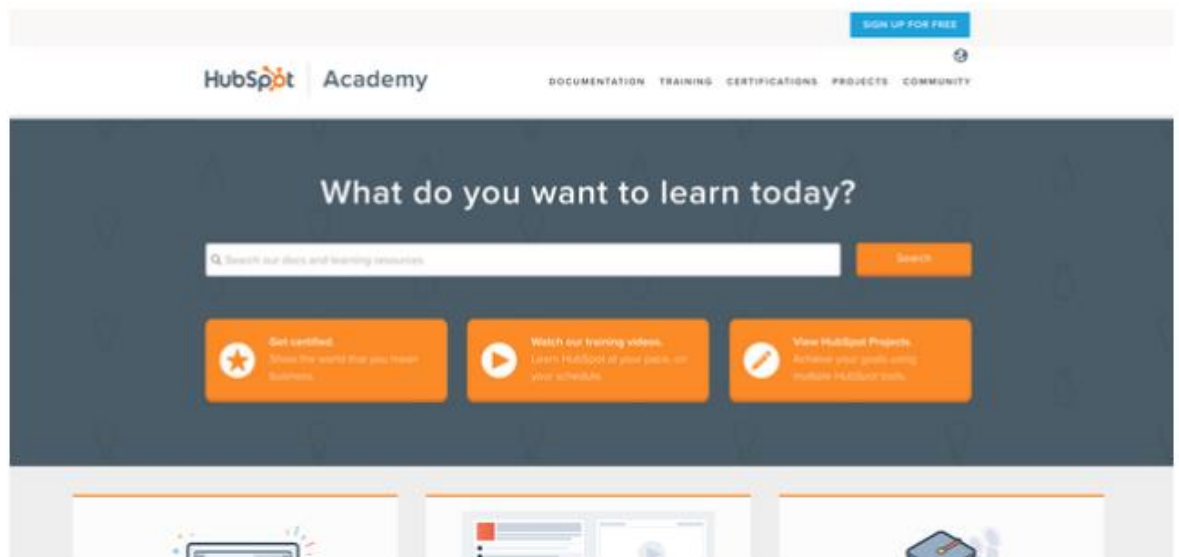 SIGN UP FOR FREE
HubSpot Academy
DOCUMENTATION TRAINING CERTIFICATIONS PROJECTS COMMUNITY
What do you want to learn today?
Search our docs and learning resources
Search
Get certified.
Show the world that you mean
business.
Watch our training videos.
Learn HubSpot at your pace, on
your schedule.
View HubSpot Projects.
Achieve your goals using
multiple HubSpot tools.